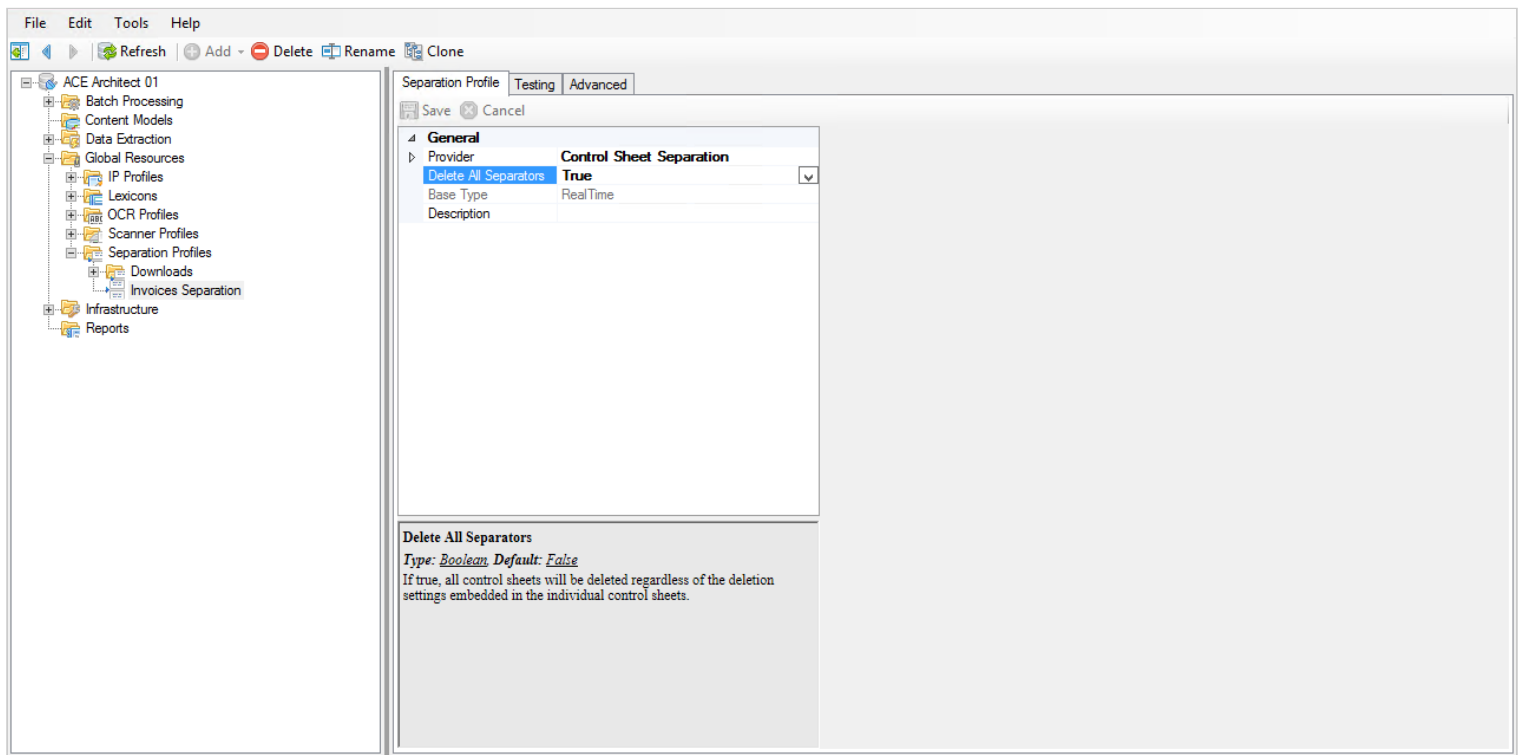 File Edit Tools Help
Refresh Add Delete Rename Clone
ACE Architect 01
Batch Processing
Content Models
Data Extraction
Global Resources
IP Profiles
Lexicons
OCR Profiles
Scanner Profiles
Separation Profiles
Downloads
Invoices Separation
Infrastructure
Reports
Separation Profile Testing Advanced
Save Cancel
General
Provider Control Sheet Separation
Delete All Separators True
Base Type RealTime
Description
Delete All Separators
Type: Boolean, Default: False
If true, all control sheets will be deleted regardless of the deletion
settings embedded in the individual control sheets.